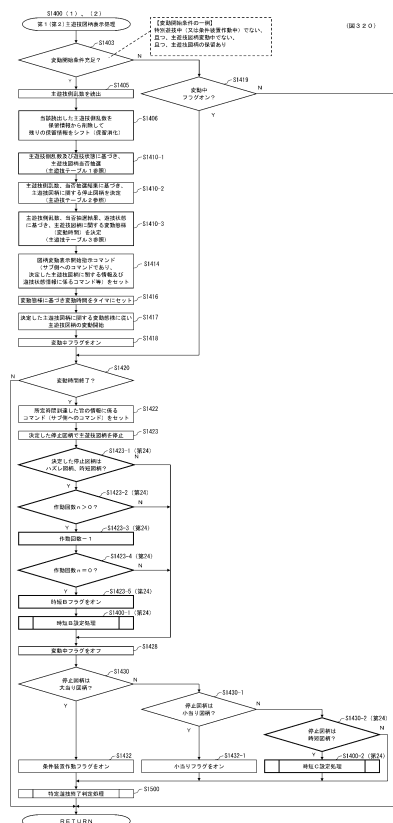 S1400(1)、(2)
第1(第2)主遊技図柄表示処理
(図320)
【変動開始条件の一例】
特別遊技中(又は条件装置作動中)でない、
且つ、主遊技図柄変動中でない、
且つ、主遊技図柄の保留あり
S1403
変動開始条件充足?
N
Y
S1419
変動中
フラグオン?
N
Y
S1405
主遊技側乱数を読出
S1406
当該読出した主遊技側乱数を
保留情報から削除して
残りの保留情報をシフト(保留消化)
S1410-1
主遊技側乱数及び遊技状態に基づき、
主遊技図柄当否抽選
(主遊技テーブル1参照)
S1410-2
主遊技側乱数、当否抽選結果に基づき、
主遊技図柄に関する停止図柄を決定
(主遊技テーブル2参照)
S1410-3
主遊技側乱数、当否抽選結果、遊技状態
に基づき、主遊技図柄に関する変動態様
(変動時間)を決定
(主遊技テーブル3参照)
S1414
図柄変動表示開始指示コマンド
(サブ側へのコマンドであり、
決定した主遊技図柄に関する情報及び
遊技状態情報に係るコマンド等)をセット
S1416
変動態様に基づき変動時間をタイマにセット
S1417
決定した主遊技図柄に関する変動態様に従い
主遊技図柄の変動開始
S1418
変動中フラグをオン
S1420
変動時間終了?
N
Y
S1422
所定時間到達した旨の情報に係る
コマンド(サブ側へのコマンド)をセット
S1423
決定した停止図柄で主遊技図柄を停止
S1423-1(第24)
決定した停止図柄は
ハズレ図柄、時短図柄?
N
Y
S1423-2(第24)
作動回数n>0?
N
Y
S1423-3(第24)
作動回数-1
S1423-4(第24)
作動回数n=0?
N
Y
S1423-5(第24)
時短Bフラグをオン
S1400-1(第24)
時短B設定処理
S1428
変動中フラグをオフ
S1430
停止図柄は
大当り図柄?
N
Y
S1430-1
停止図柄は
小当り図柄?
N
Y
S1430-2(第24)
停止図柄は
時短図柄?
N
Y
S1432
条件装置作動フラグをオン
S1432-1
小当りフラグをオン
S1400-2(第24)
時短C設定処理
S1500
特定遊技終了判定処理
RETURN